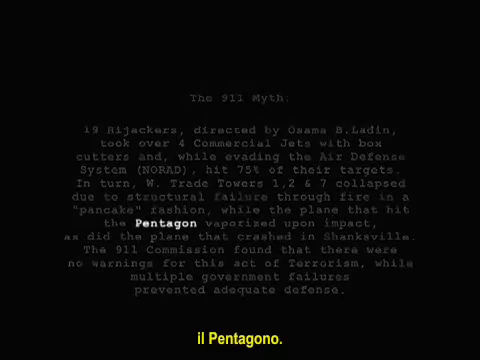 The 911 Myth:
19 Hijackers, directed by Osama B.Ladin,
took over 4 Commercial Jets with box
cutters and, while evading the Air Defense
System (NORAD), hit 75% of their targets.
In turn, W. Trade Towers 1,2 & 7 collapsed
due to structural failure through fire in a
"pancake" fashion, while the plane that hit
the Pentagon vaporized upon impact,
as did the plane that crashed in Shanksville.
The 911 Commission found that there were
no warnings for this act of Terrorism, while
multiple government failures
prevented adequate defense.
il Pentagono.